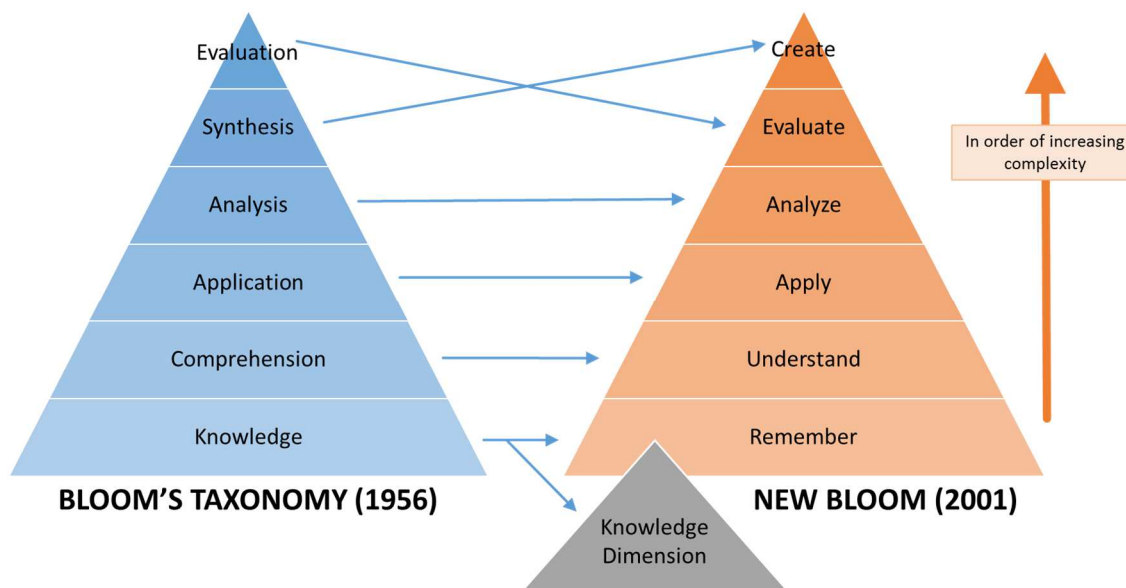 Evaluation
Synthesis
Analysis
Application
Comprehension
Knowledge
BLOOM'S TAXONOMY (1956)
Create
Evaluate
Analyze
Apply
Understand
Remember
NEW BLOOM (2001)
Knowledge
Dimension
In order of increasing
complexity